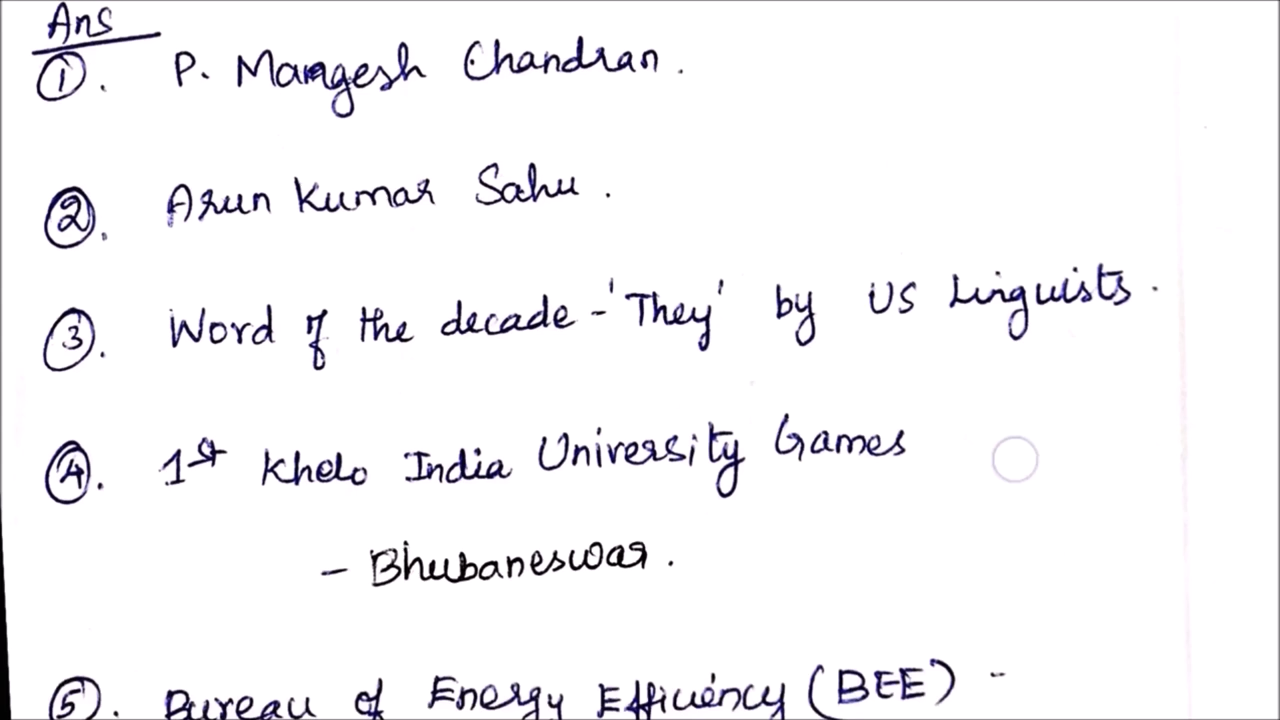 Ans
①. P. Mangesh Chandran.
②. Arun Kumar Sahu.
③. Word of the decade - 'They' by US Linguists.
④. 1st Khelo India University Games
- Bhubaneswar.
⑤. Bureau of Energy Efficiency (BEE) -